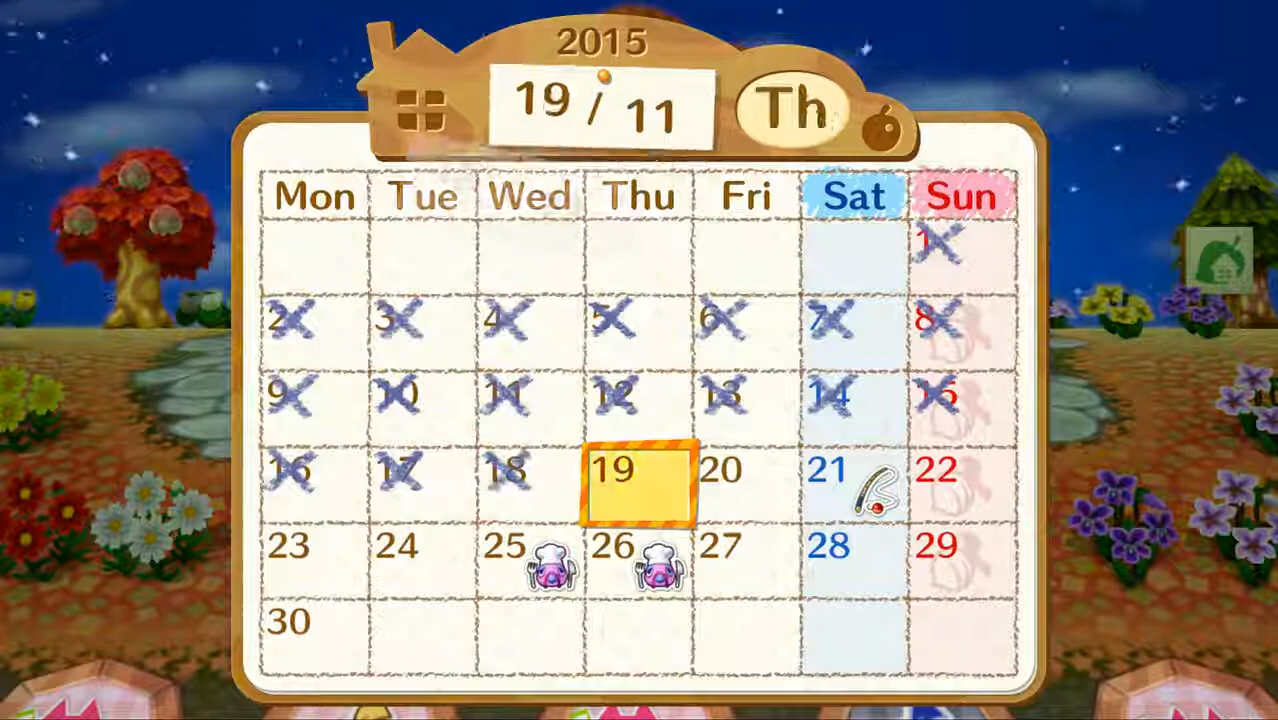 2015
19 / 11 Th
Mon Tue Wed Thu Fri Sat Sun
1
2 3 4 5 6 7 8
9 10 11 12 13 14 15
16 17 18 19 20 21 22
23 24 25 26 27 28 29
30